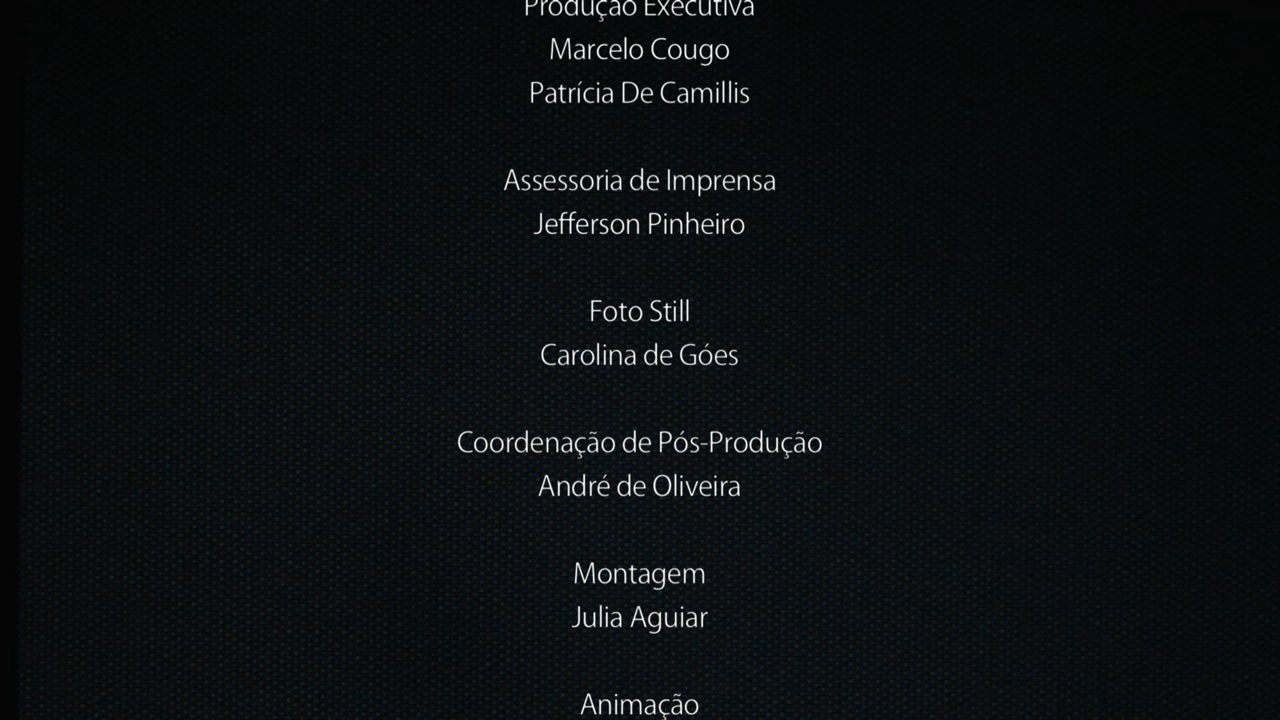 Produção Executiva
Marcelo Cougo
Patrícia De Camillis
Assessoria de Imprensa
Jefferson Pinheiro
Foto Still
Carolina de Góes
Coordenação de Pós-Produção
André de Oliveira
Montagem
Julia Aguiar
Animação